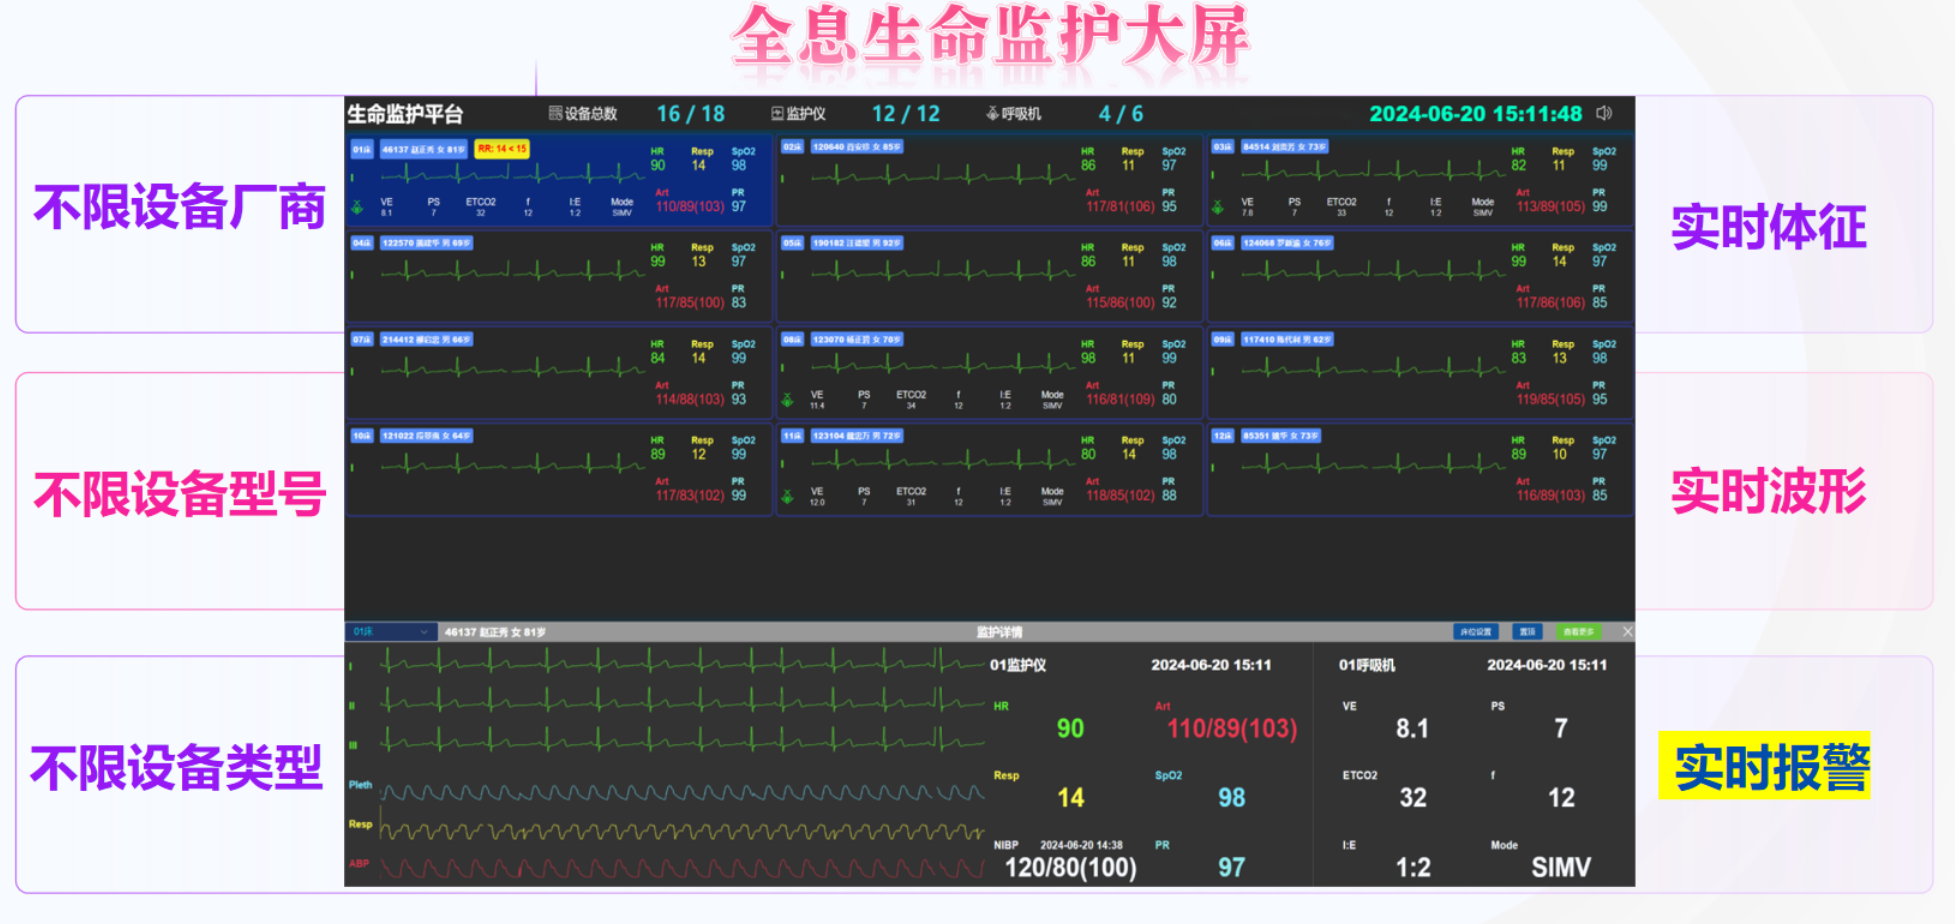 全息生命监护大屏
不限设备厂商
不限设备型号
不限设备类型
生命监护平台 设备总数 16 / 18 监护仪 12 / 12 呼吸机 4 / 6 2024-06-20 15:11:48
01床 46137 赵正秀 女 81岁 RR: 14 < 15
I
HR Resp SpO2
90 14 98
Art PR
110/89(103) 97
VE PS ETCO2 f I:E Mode
8.1 7 32 12 1:2 SIMV
02床 120640 女 85岁
I
HR Resp SpO2
86 11 97
Art PR
117/81(106) 95
03床 84514 女 73岁
I
HR Resp SpO2
82 11 99
Art PR
113/89(105) 99
VE PS ETCO2 f I:E Mode
7.8 7 33 12 1:2 SIMV
04床 122570 男 69岁
I
HR Resp SpO2
99 13 97
Art PR
117/85(100) 83
05床 190182 男 92岁
I
HR Resp SpO2
86 11 98
Art PR
115/86(100) 92
06床 124068 女 76岁
I
HR Resp SpO2
99 14 97
Art PR
117/86(106) 85
07床 214412 男 66岁
I
HR Resp SpO2
84 14 99
Art PR
114/88(103) 93
08床 123070 女 70岁
I
HR Resp SpO2
98 11 99
Art PR
116/81(109) 80
VE PS ETCO2 f I:E Mode
11.4 7 34 12 1:2 SIMV
09床 117410 男 62岁
I
HR Resp SpO2
83 13 98
Art PR
119/85(105) 95
10床 121022 女 64岁
I
HR Resp SpO2
89 12 99
Art PR
117/83(102) 99
11床 123104 男 72岁
I
HR Resp SpO2
80 14 98
Art PR
118/85(102) 88
VE PS ETCO2 f I:E Mode
12.0 7 31 12 1:2 SIMV
12床 85351 女 73岁
I
HR Resp SpO2
89 10 97
Art PR
116/89(103) 85
01床 46137 赵正秀 女 81岁 监护详情 床位设置 置顶 查看更多
I
II
III
Pleth
Resp
ABP
01监护仪 2024-06-20 15:11
HR Art
90 110/89(103)
Resp SpO2
14 98
NIBP 2024-06-20 14:38 PR
120/80(100) 97
01呼吸机 2024-06-20 15:11
VE PS
8.1 7
ETCO2 f
32 12
I:E Mode
1:2 SIMV
实时体征
实时波形
实时报警